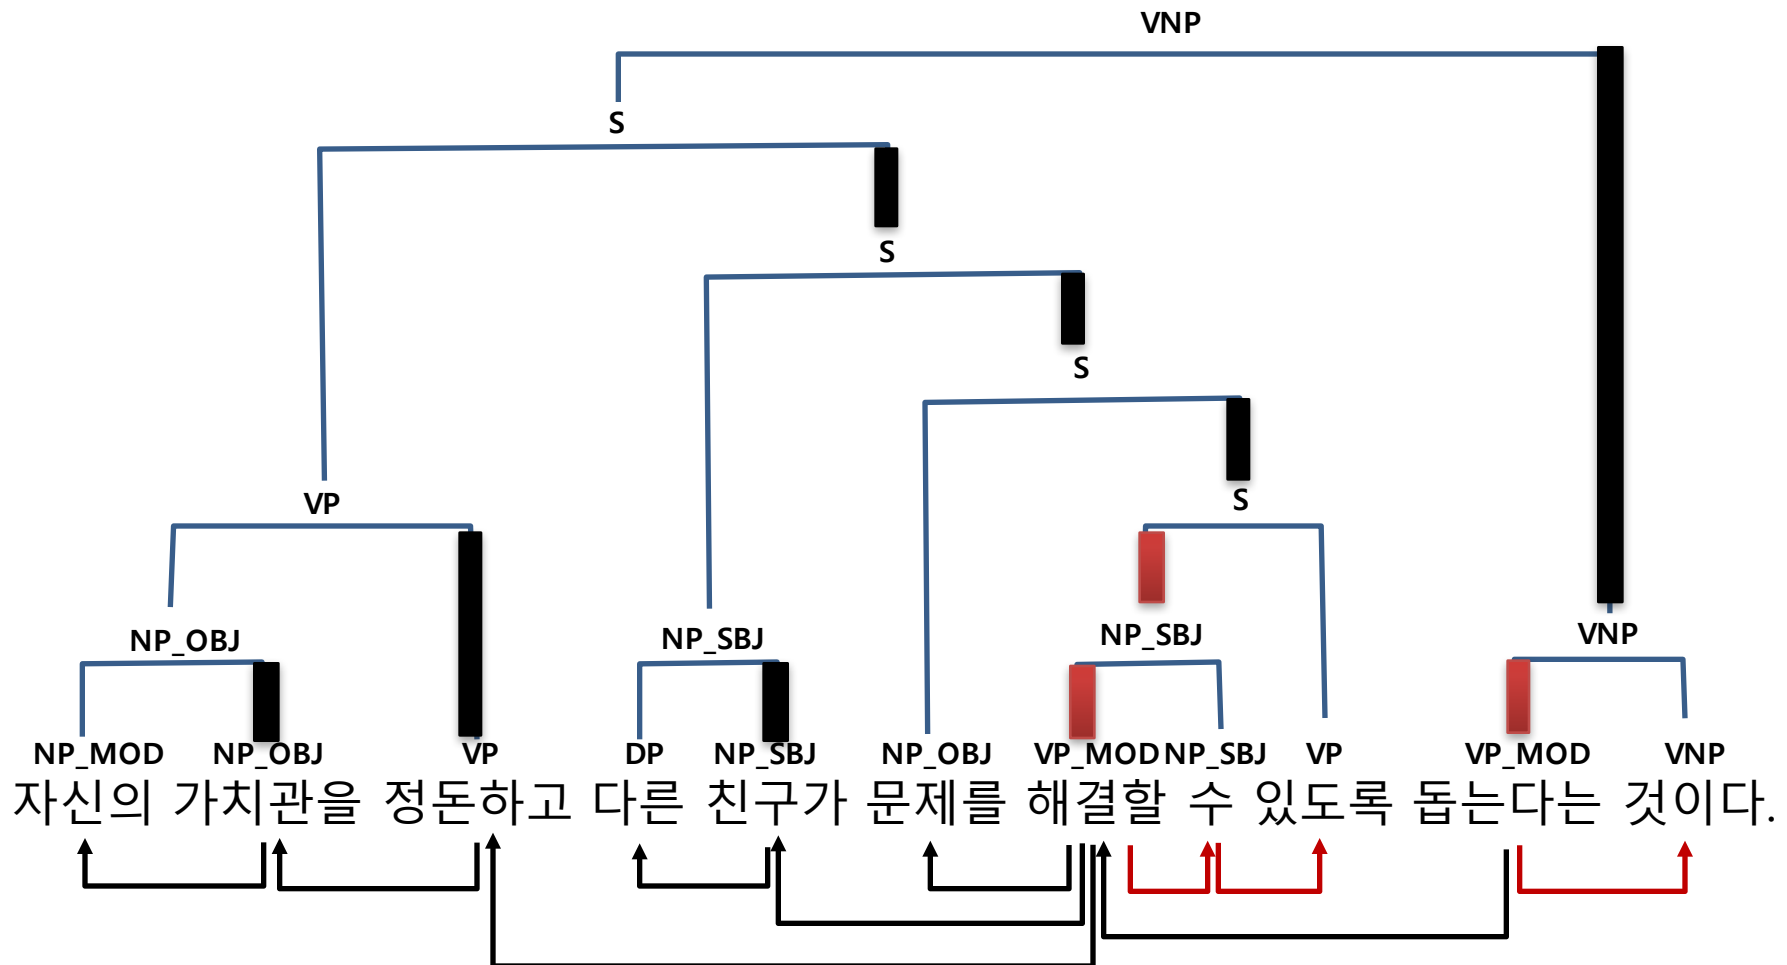 VNP
S
S
S
VP
S
NP_OBJ
NP_SBJ
NP_SBJ
VNP
NP_MOD NP_OBJ VP DP NP_SBJ NP_OBJ VP_MOD NP_SBJ VP VP_MOD VNP
자신의 가치관을 정돈하고 다른 친구가 문제를 해결할 수 있도록 돕는다는 것이다.